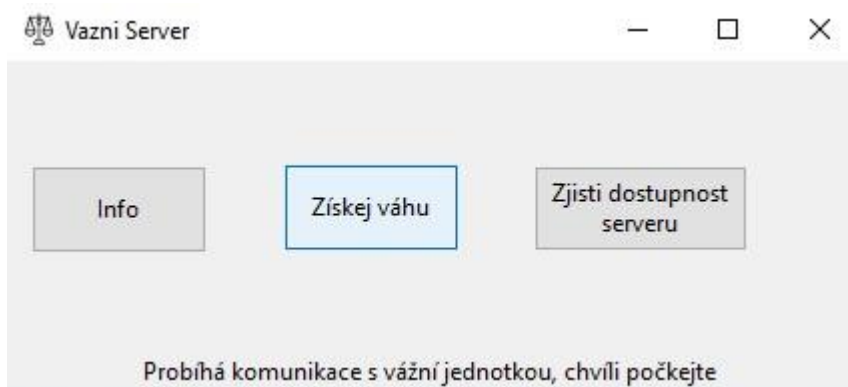 Vazni Server
Info
Získej váhu
Zjisti dostupnost
serveru
Probíhá komunikace s vážní jednotkou, chvíli počkejte